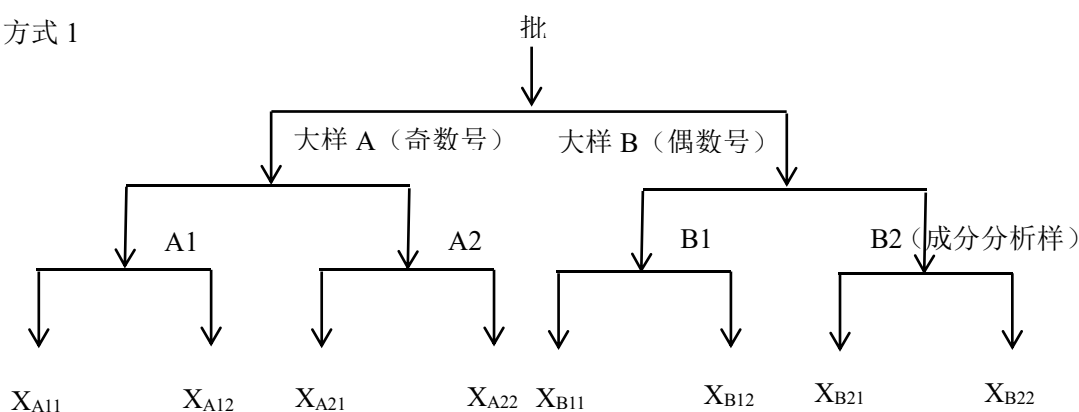 方式 1
批
大样 A（奇数号） 大样 B（偶数号）
A1 A2 B1 B2（成分分析样）
XA11 XA12 XA21 XA22 XB11 XB12 XB21 XB22